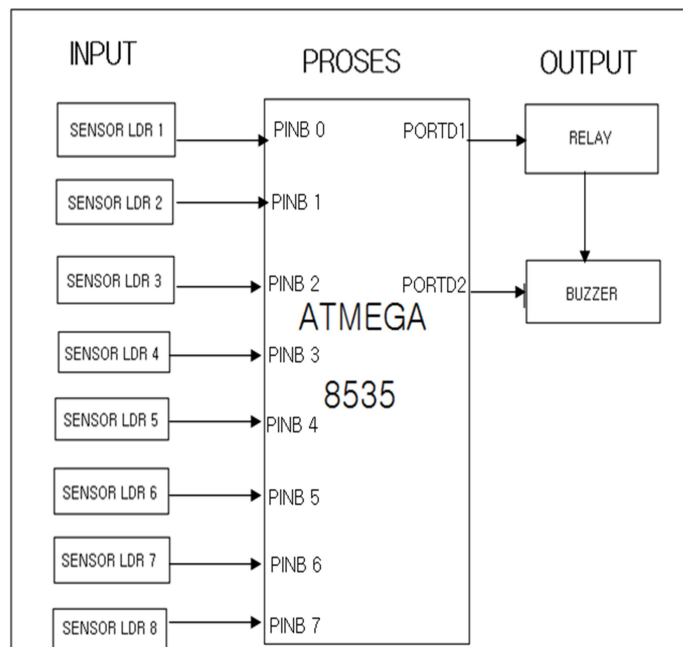 INPUT
PROSES
OUTPUT
SENSOR LDR 1
PINB 0
PORTD1
RELAY
SENSOR LDR 2
PINB 1
SENSOR LDR 3
PINB 2
PORTD2
BUZZER
ATMEGA
8535
SENSOR LDR 4
PINB 3
SENSOR LDR 5
PINB 4
SENSOR LDR 6
PINB 5
SENSOR LDR 7
PINB 6
SENSOR LDR 8
PINB 7